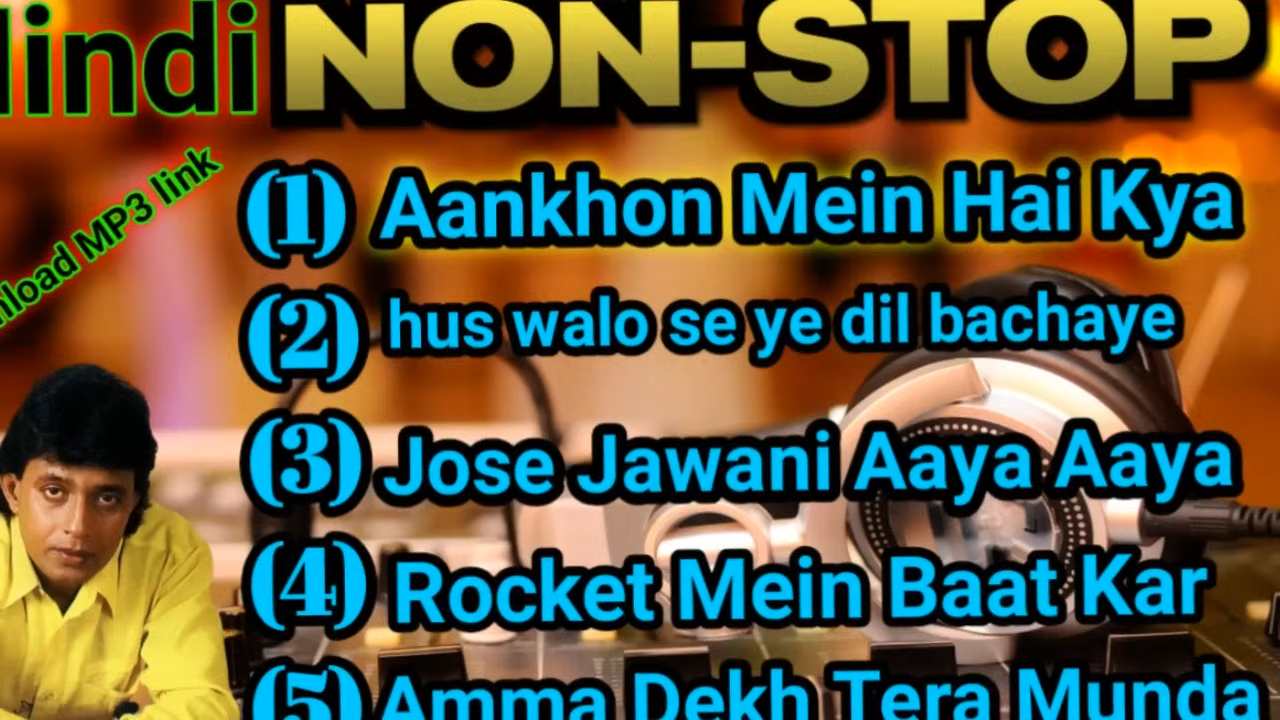 Hindi NON-STOP
Download MP3 link
(1) Aankhon Mein Hai Kya
(2) hus walo se ye dil bachaye
(3) Jose Jawani Aaya Aaya
(4) Rocket Mein Baat Kar
(5) Amma Dekh Tera Munda